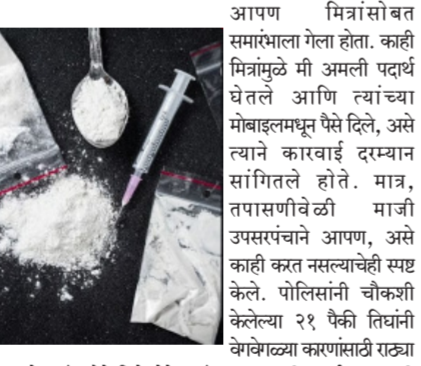 आपण मित्रांसोबत
समारंभाला गेला होता. काही
मित्रांमुळे मी अमली पदार्थ
घेतले आणि त्यांच्या
मोबाइलमधून पैसे दिले, असे
त्याने कारवाई दरम्यान
सांगितले होते. मात्र,
तपासणीवेळी माजी
उपसरपंचाने आपण, असे
काही करत नसल्याचेही स्पष्ट
केले. पोलिसांनी चौकशी
केलेल्या २१ पैकी तिघांनी
वेगवेगळ्या कारणांसाठी राठ्या